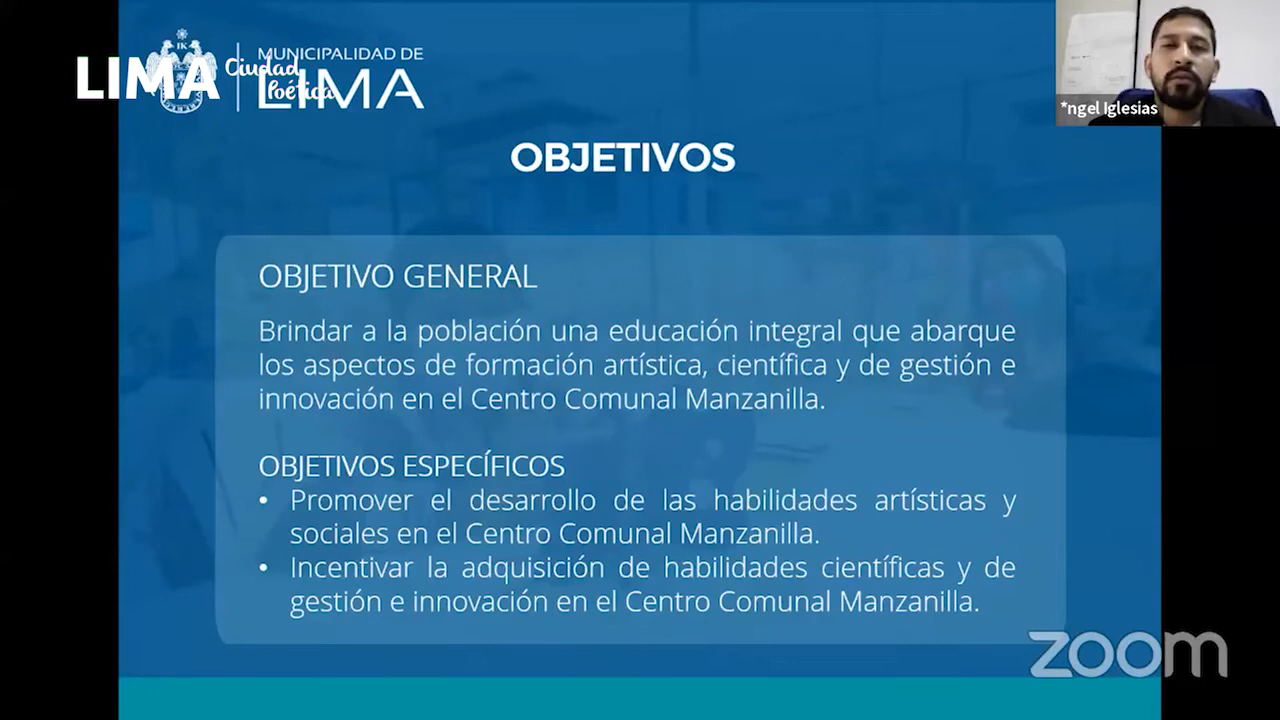 MUNICIPALIDAD DE
LIMA
LIMA Ciudad
Poética
*ngel Iglesias
OBJETIVOS
OBJETIVO GENERAL
Brindar a la población una educación integral que abarque
los aspectos de formación artística, científica y de gestión e
innovación en el Centro Comunal Manzanilla.
OBJETIVOS ESPECÍFICOS
• Promover el desarrollo de las habilidades artísticas y
sociales en el Centro Comunal Manzanilla.
• Incentivar la adquisición de habilidades científicas y de
gestión e innovación en el Centro Comunal Manzanilla.
zoom